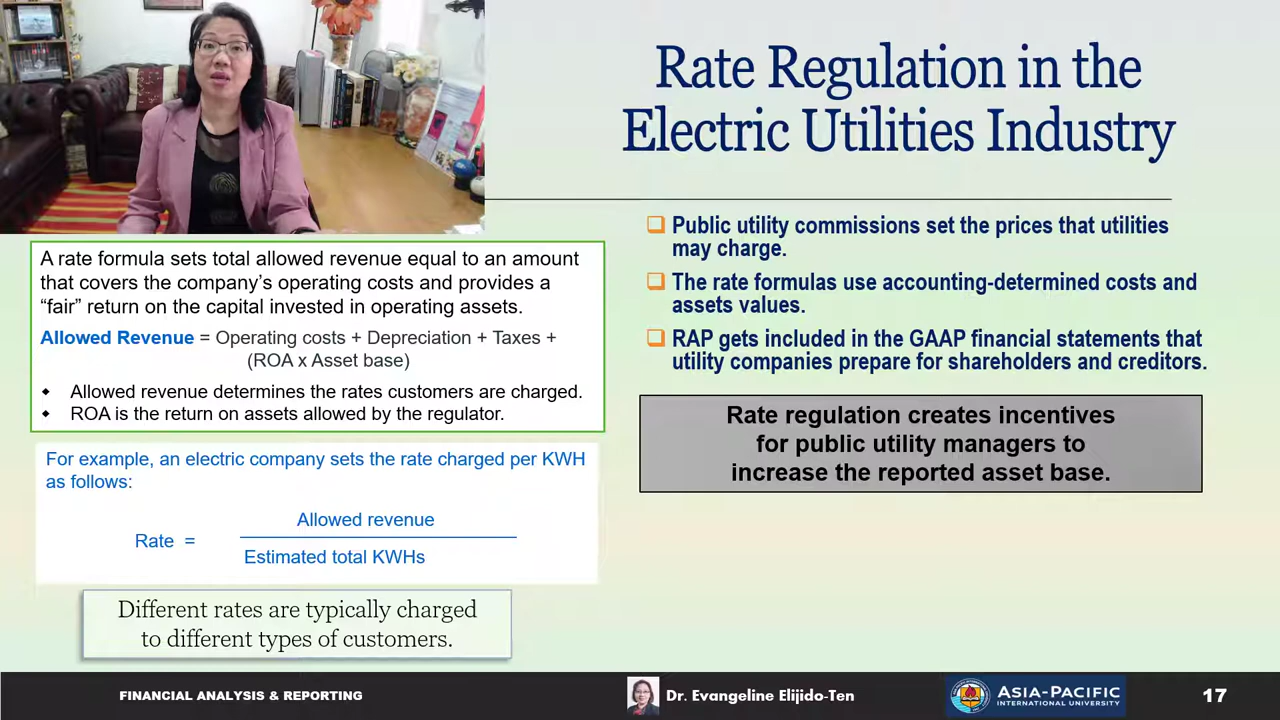 Rate Regulation in the
Electric Utilities Industry
A rate formula sets total allowed revenue equal to an amount
that covers the company’s operating costs and provides a
“fair” return on the capital invested in operating assets.
Allowed Revenue = Operating costs + Depreciation + Taxes +
(ROA x Asset base)
Allowed revenue determines the rates customers are charged.
ROA is the return on assets allowed by the regulator.
For example, an electric company sets the rate charged per KWH
as follows:
Rate =
Allowed revenue
Estimated total KWHs
Different rates are typically charged
to different types of customers.
Public utility commissions set the prices that utilities
may charge.
The rate formulas use accounting-determined costs and
assets values.
RAP gets included in the GAAP financial statements that
utility companies prepare for shareholders and creditors.
Rate regulation creates incentives
for public utility managers to
increase the reported asset base.
FINANCIAL ANALYSIS & REPORTING
Dr. Evangeline Elijido-Ten
ASIA-PACIFIC
INTERNATIONAL UNIVERSITY
17